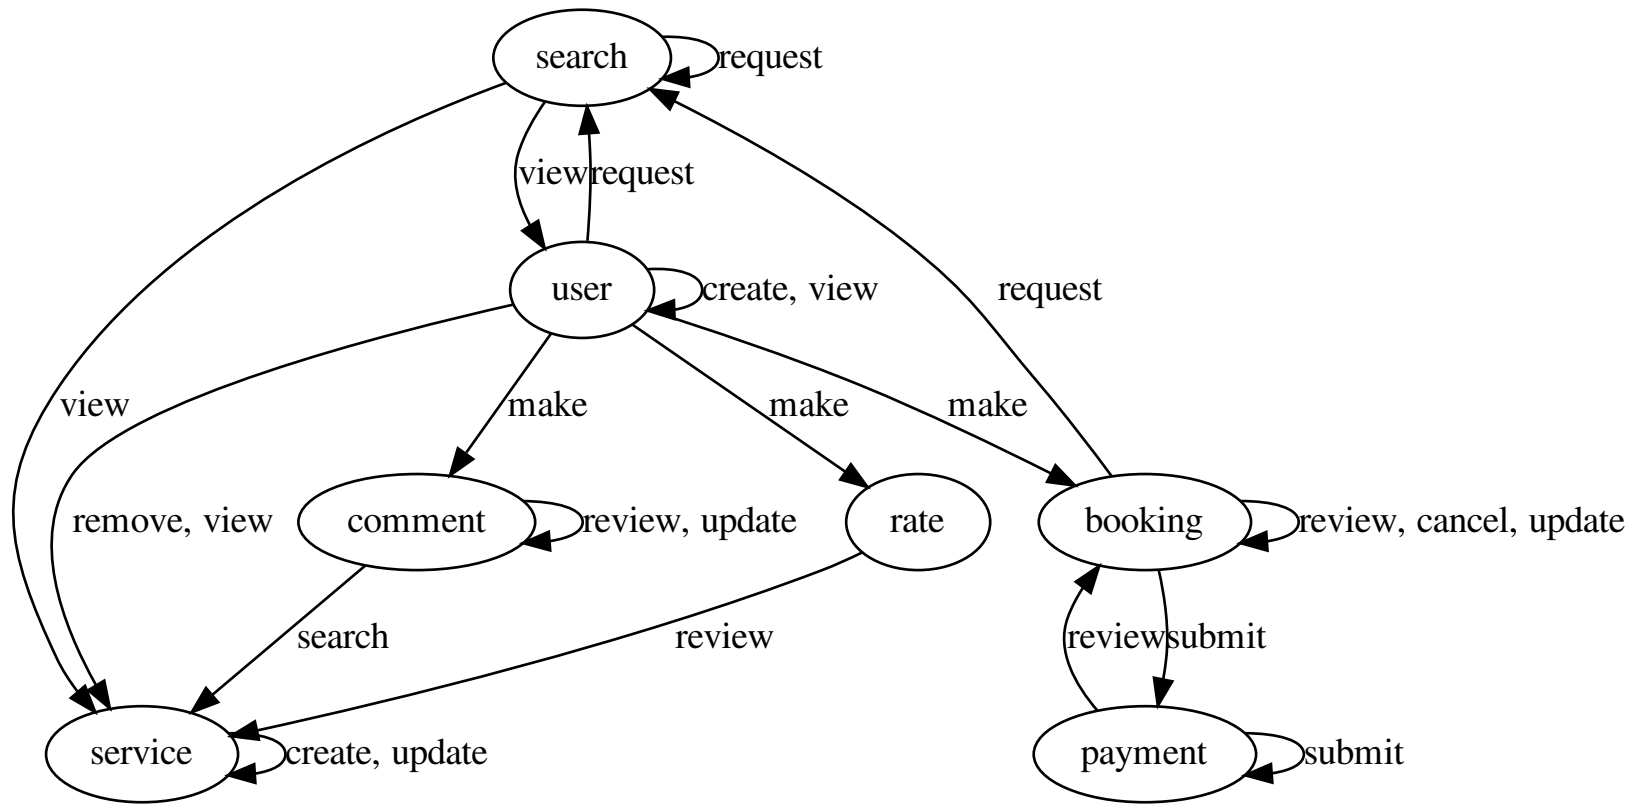 search
request
view
request
user
create, view
request
view
make
make
make
remove, view
comment
review, update
rate
booking
review, cancel, update
search
review
review
submit
service
create, update
payment
submit